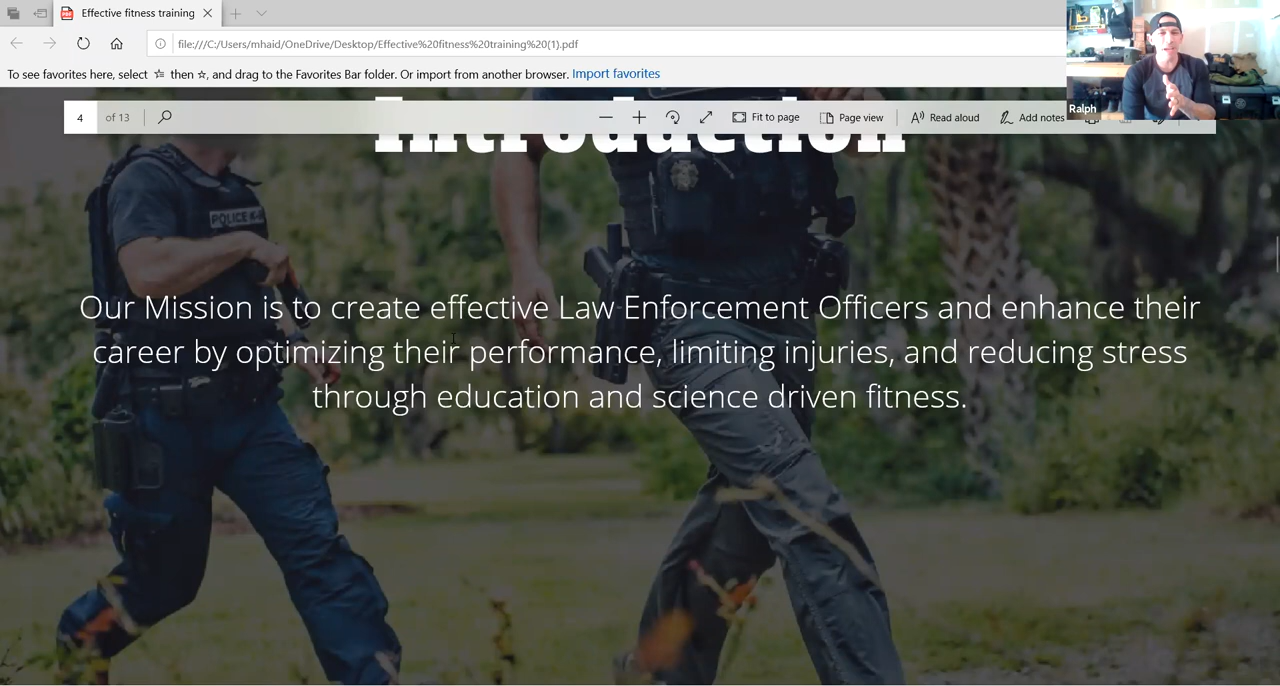 Effective fitness training
file:///C:/Users/mhaid/OneDrive/Desktop/Effective%20fitness%20training%20(1).pdf
To see favorites here, select ☆ then ☆, and drag to the Favorites Bar folder. Or import from another browser. Import favorites
Ralph
4 of 13 Fit to page Page view Read aloud Add notes
Introduction
POLICE K-9
Our Mission is to create effective Law Enforcement Officers and enhance their
career by optimizing their performance, limiting injuries, and reducing stress
through education and science driven fitness.